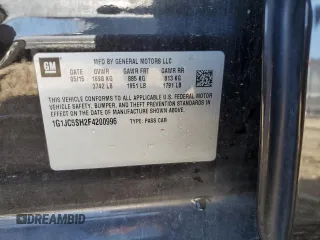 GM
MFD BY GENERAL MOTORS LLC
DATE GVWR GAWR FRT GAWR RR
05/15 1698 KG 885 KG 813 KG
3742 LB 1951 LB 1791 LB
THIS VEHICLE CONFORMS TO ALL APPLICABLE U.S. FEDERAL MOTOR
VEHICLE SAFETY, BUMPER, AND THEFT PREVENTION STANDARDS IN
EFFECT ON THE DATE OF MANUFACTURE SHOWN ABOVE.
1G1JC5SH2F4200996 TYPE: PASS CAR
DREAMBID